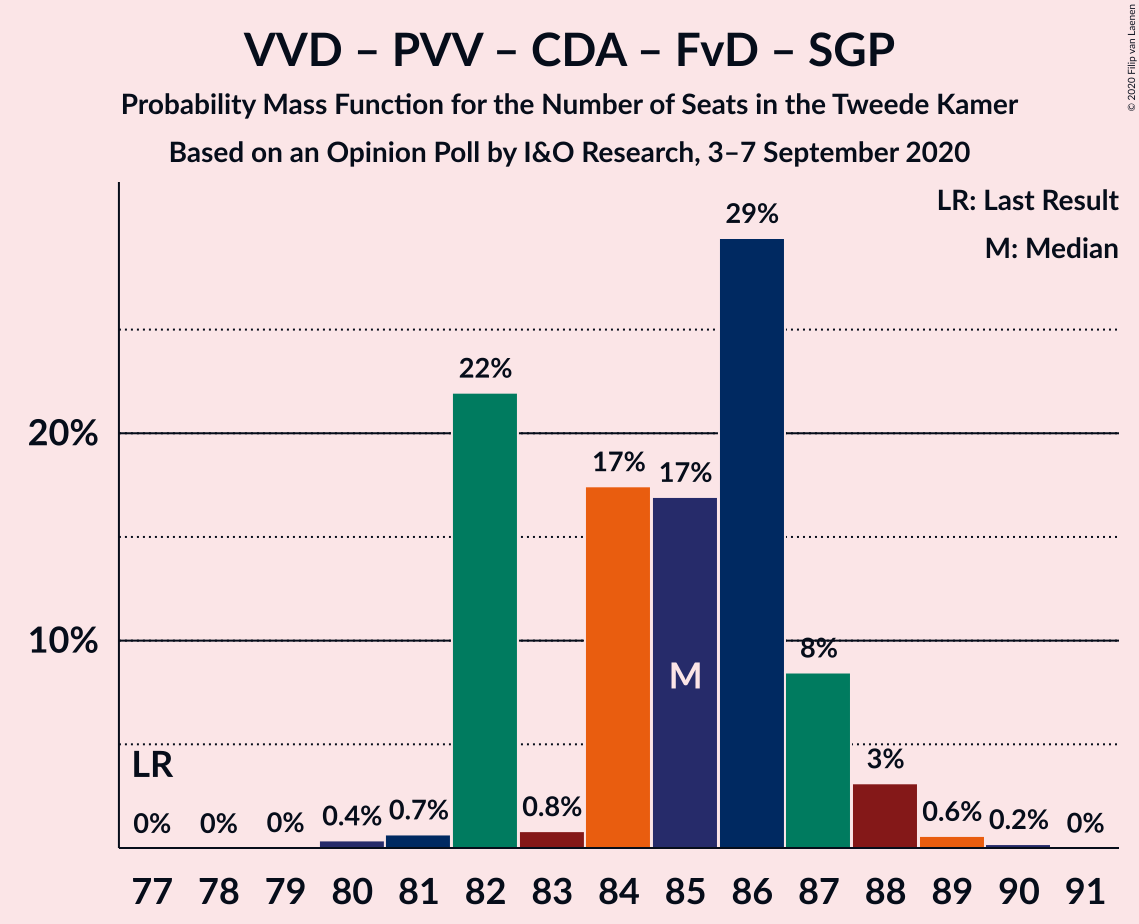 VVD – PVV – CDA – FvD – SGP
Probability Mass Function for the Number of Seats in the Tweede Kamer
Based on an Opinion Poll by I&O Research, 3–7 September 2020
© 2020 Filip van Laenen
LR: Last Result
M: Median
29%
22%
20%
17%
17%
10%
8%
M
LR
3%
0%
0%
0%
0.4%
0.7%
0.8%
0.6%
0.2%
0%
77 78 79 80 81 82 83 84 85 86 87 88 89 90 91